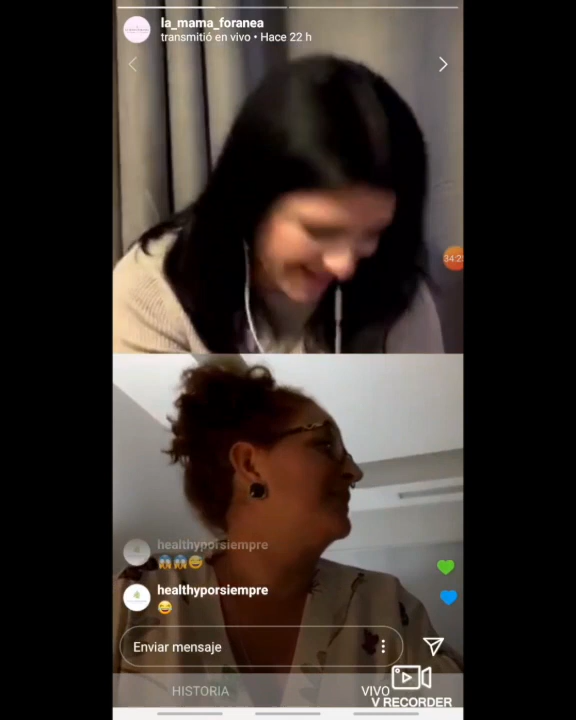 la_mama_foranea
transmitió en vivo • Hace 22 h
healthyporsiempre
😱😱😅
healthyporsiempre
😂
Enviar mensaje
HISTORIA
VIVO
V RECORDER